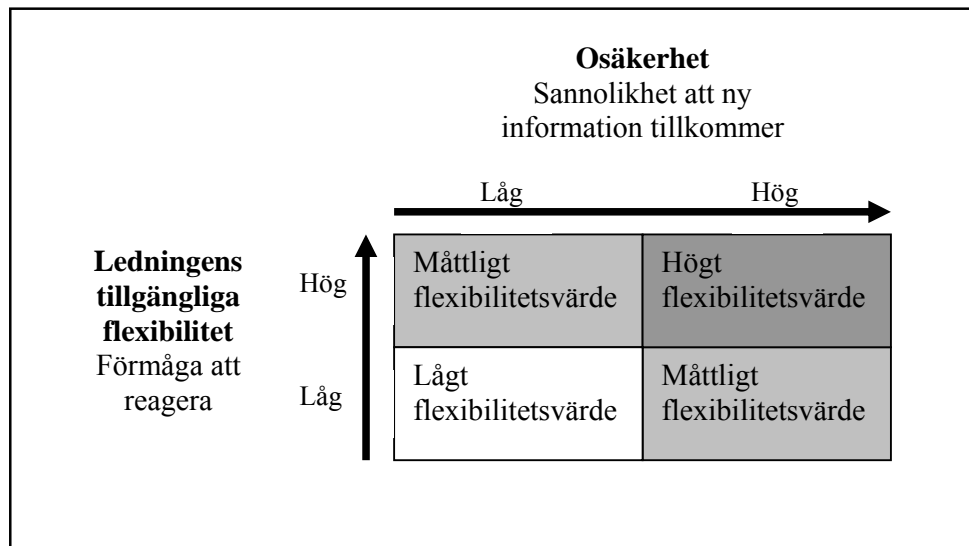 Osäkerhet
Sannolikhet att ny
information tillkommer
Låg
Hög
Ledningens
tillgängliga
flexibilitet
Förmåga att
reagera
Hög
Måttligt
flexibilitetsvärde
Högt
flexibilitetsvärde
Låg
Lågt
flexibilitetsvärde
Måttligt
flexibilitetsvärde